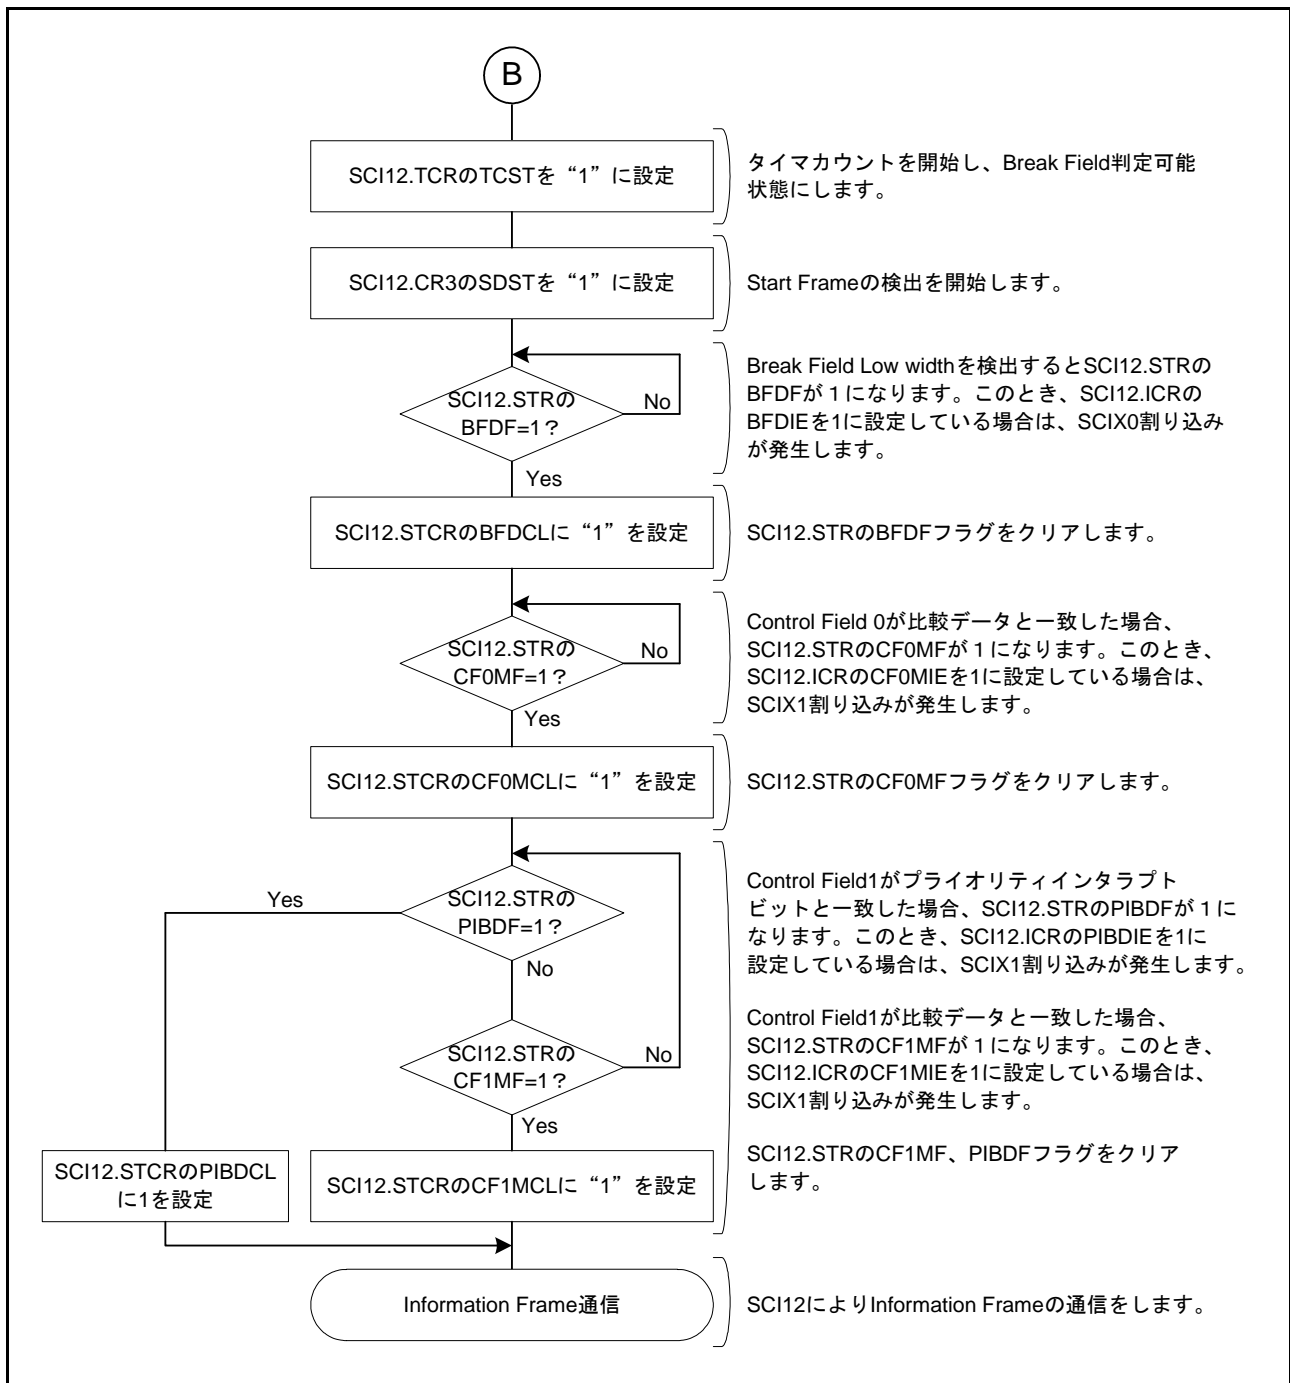 B
SCI12.TCRのTCSTを“1”に設定
タイマカウントを開始し、Break Field判定可能
状態にします。
SCI12.CR3のSDSTを“1”に設定
Start Frameの検出を開始します。
SCI12.STRの
BFDF=1？
No
Yes
Break Field Low widthを検出するとSCI12.STRの
BFDFが１になります。このとき、SCI12.ICRの
BFDIEを1に設定している場合は、SCIX0割り込み
が発生します。
SCI12.STCRのBFDCLに“1”を設定
SCI12.STRのBFDFフラグをクリアします。
SCI12.STRの
CF0MF=1？
No
Yes
Control Field 0が比較データと一致した場合、
SCI12.STRのCF0MFが１になります。このとき、
SCI12.ICRのCF0MIEを1に設定している場合は、
SCIX1割り込みが発生します。
SCI12.STCRのCF0MCLに“1”を設定
SCI12.STRのCF0MFフラグをクリアします。
SCI12.STRの
PIBDF=1？
Yes
No
Control Field1がプライオリティインタラプト
ビットと一致した場合、SCI12.STRのPIBDFが１に
なります。このとき、SCI12.ICRのPIBDIEを1に
設定している場合は、SCIX1割り込みが発生します。
SCI12.STRの
CF1MF=1？
No
Yes
Control Field1が比較データと一致した場合、
SCI12.STRのCF1MFが１になります。このとき、
SCI12.ICRのCF1MIEを1に設定している場合は、
SCIX1割り込みが発生します。
SCI12.STCRのPIBDCL
に1を設定
SCI12.STCRのCF1MCLに“1”を設定
SCI12.STRのCF1MF、PIBDFフラグをクリア
します。
Information Frame通信
SCI12によりInformation Frameの通信をします。